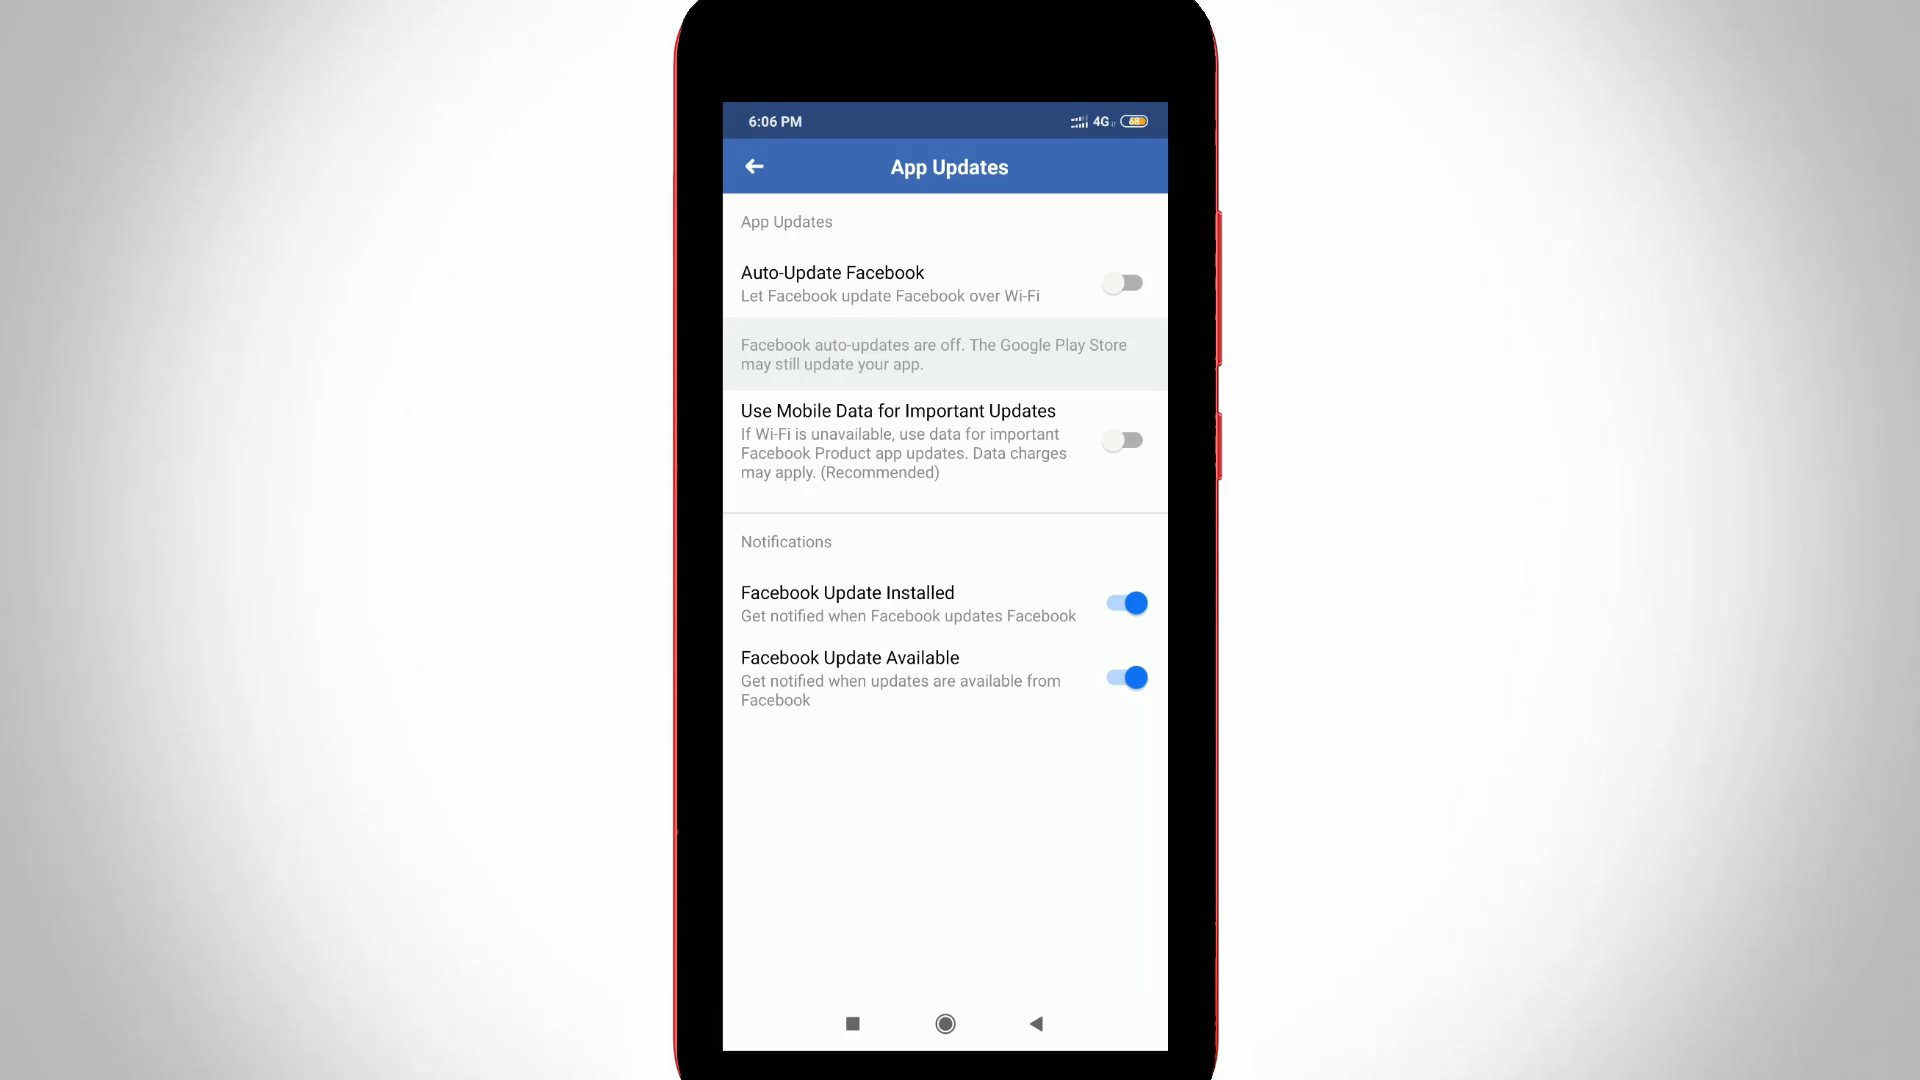 6:06 PM 4G 68
App Updates
App Updates
Auto-Update Facebook
Let Facebook update Facebook over Wi-Fi
Facebook auto-updates are off. The Google Play Store
may still update your app.
Use Mobile Data for Important Updates
If Wi-Fi is unavailable, use data for important
Facebook Product app updates. Data charges
may apply. (Recommended)
Notifications
Facebook Update Installed
Get notified when Facebook updates Facebook
Facebook Update Available
Get notified when updates are available from
Facebook